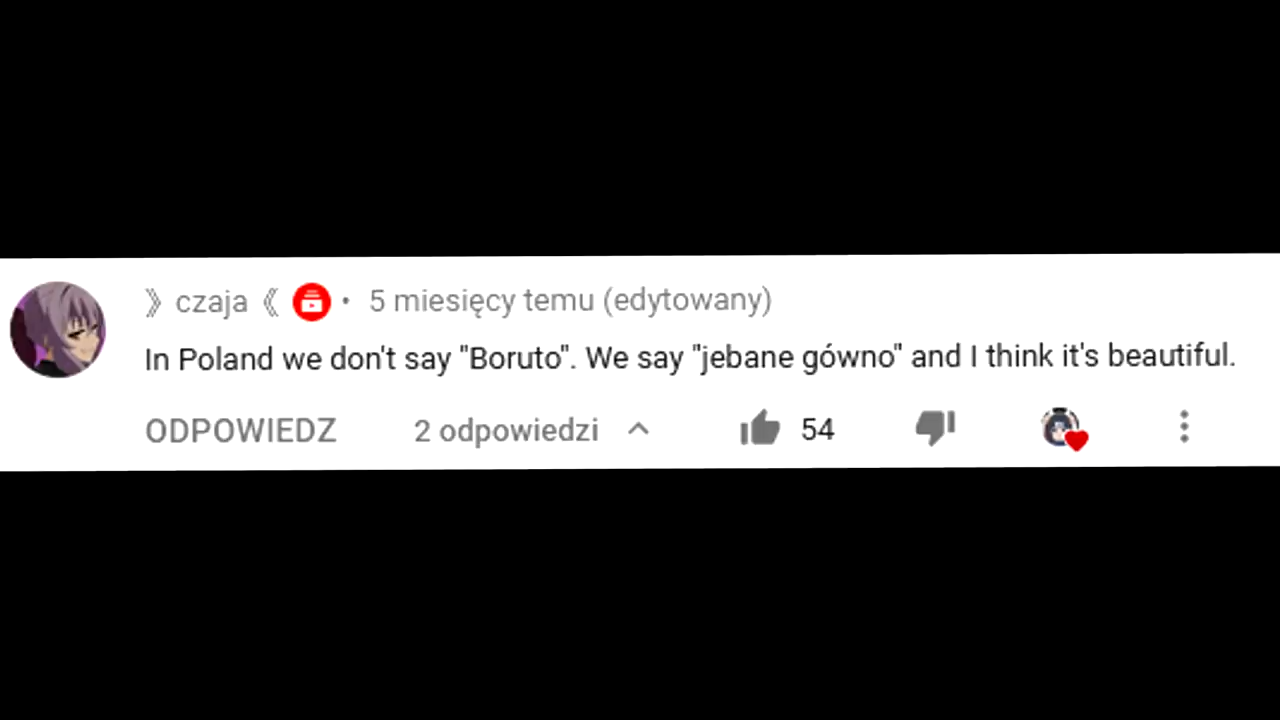 》 czaja 《 • 5 miesięcy temu (edytowany)
In Poland we don't say "Boruto". We say "jebane gówno" and I think it's beautiful.
ODPOWIEDZ 2 odpowiedzi 54